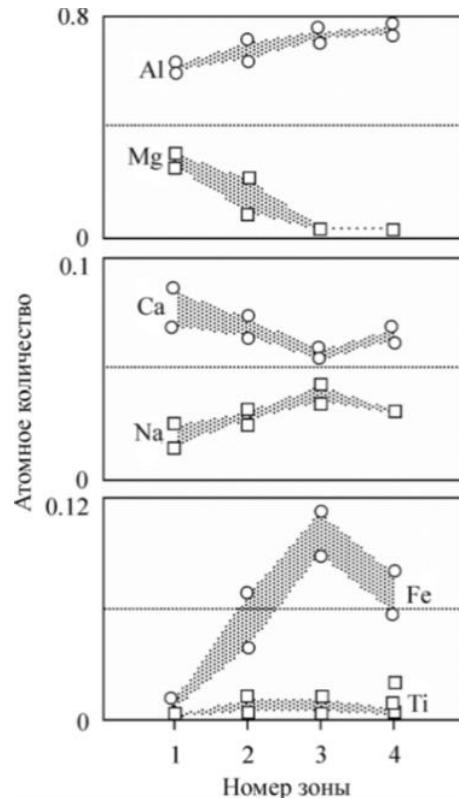 0.8
Al
Mg
0
0.1
Ca
Na
0
0.12
Fe
Ti
0
1 2 3 4
Номер зоны
Атомное количество